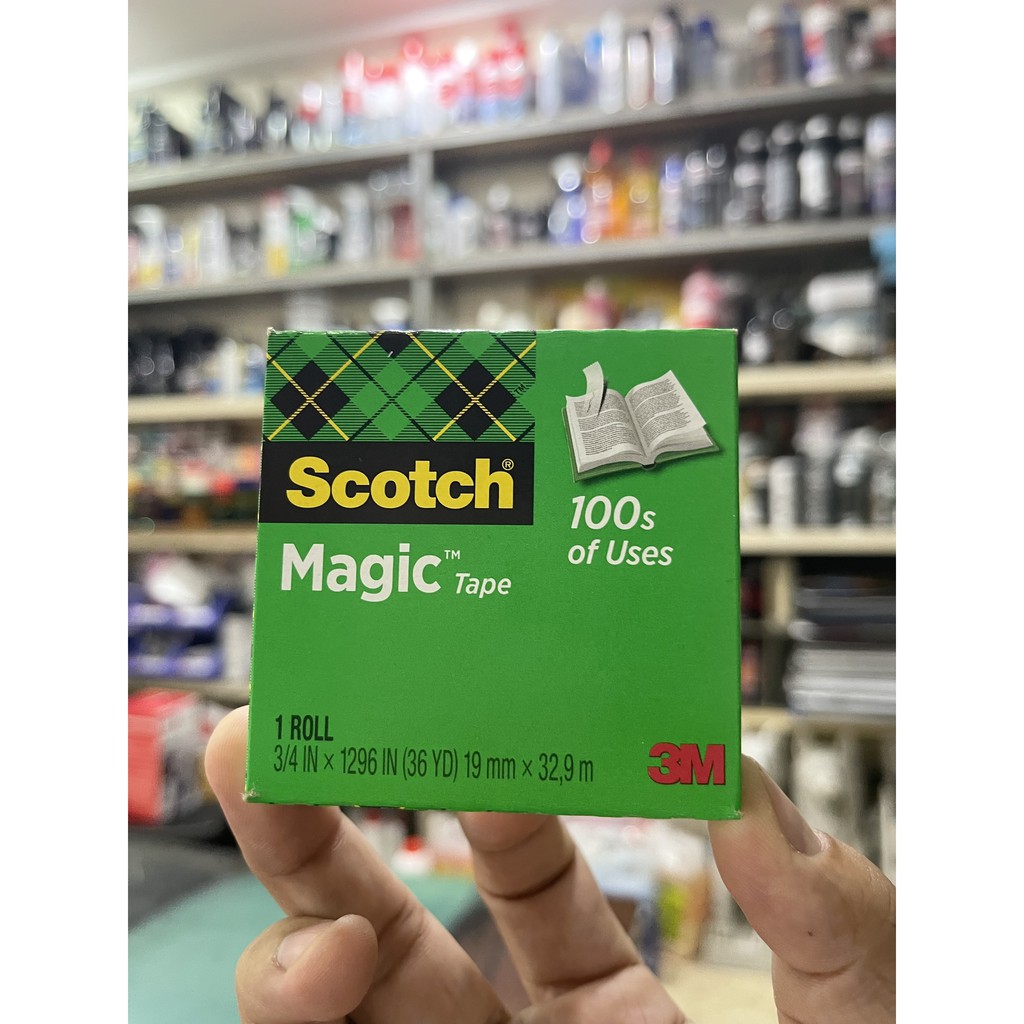 Scotch®
Magic™ Tape
100s
of Uses
1 ROLL
3/4 IN × 1296 IN (36 YD) 19 mm × 32,9 m
3M